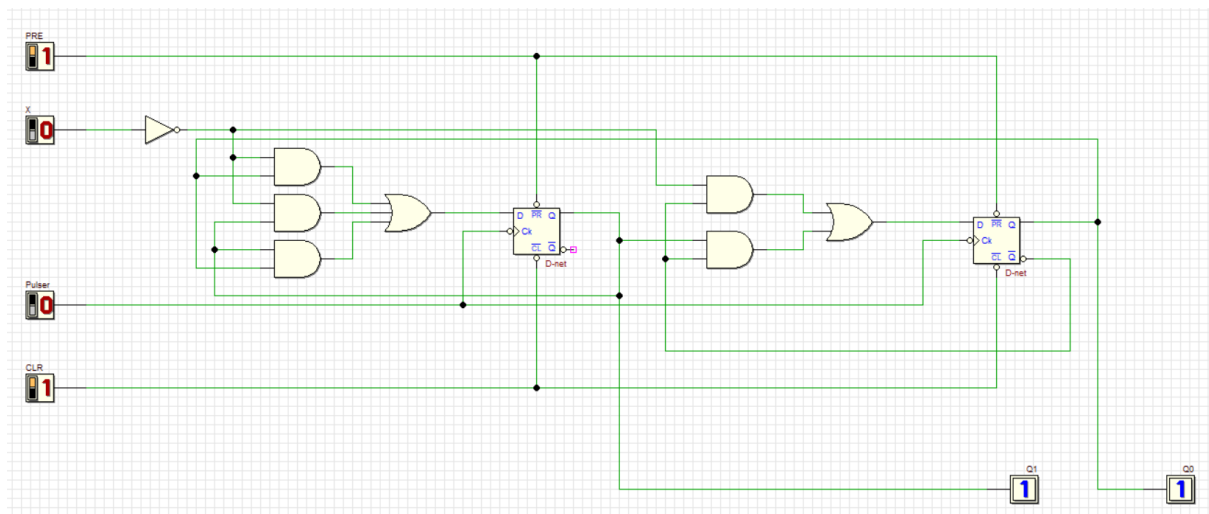 PRE
1
X
0
D PR Q
Ck
CL Q
D-net
D PR Q
Ck
CL Q
D-net
Pulser
0
CLR
1
Q1
1
Q0
1